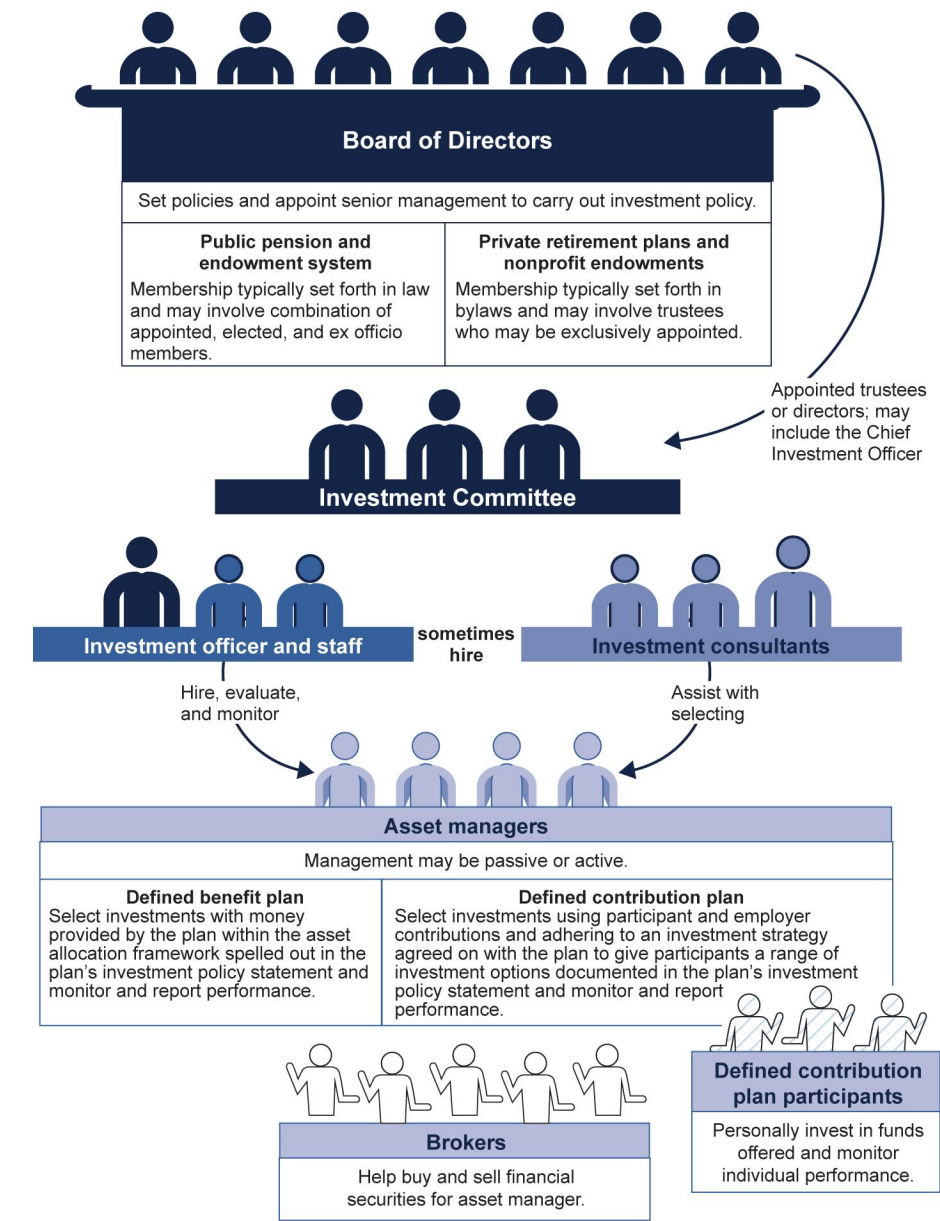 Board of Directors
Set policies and appoint senior management to carry out investment policy.
Public pension and
endowment system
Membership typically set forth in law
and may involve combination of
appointed, elected, and ex officio
members.
Private retirement plans and
nonprofit endowments
Membership typically set forth in
bylaws and may involve trustees
who may be exclusively appointed.
Appointed trustees
or directors; may
include the Chief
Investment Officer
Investment Committee
Investment officer and staff
sometimes
hire
Investment consultants
Hire, evaluate,
and monitor
Assist with
selecting
Asset managers
Management may be passive or active.
Defined benefit plan
Select investments with money
provided by the plan within the asset
allocation framework spelled out in the
plan’s investment policy statement and
monitor and report performance.
Defined contribution plan
Select investments using participant and employer
contributions and adhering to an investment strategy
agreed on with the plan to give participants a range of
investment options documented in the plan’s investment
policy statement and monitor and report
performance.
Defined contribution
plan participants
Personally invest in funds
offered and monitor
individual performance.
Brokers
Help buy and sell financial
securities for asset manager.